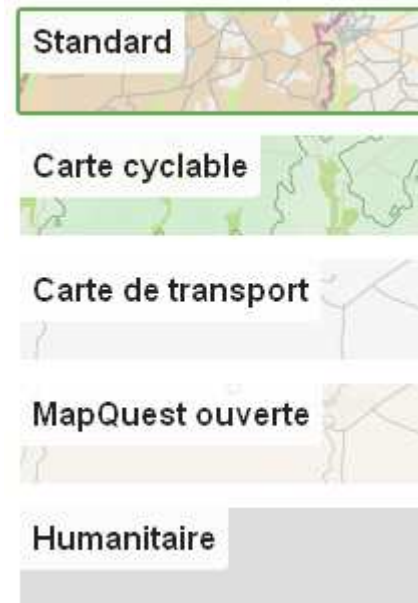 Standard
Carte cyclable
Carte de transport
MapQuest ouverte
Humanitaire